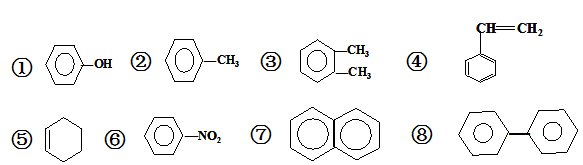 ① OH ② CH₃ ③ CH₃ CH₃ ④ CH=CH₂
⑤ ⑥ NO₂ ⑦ ⑧